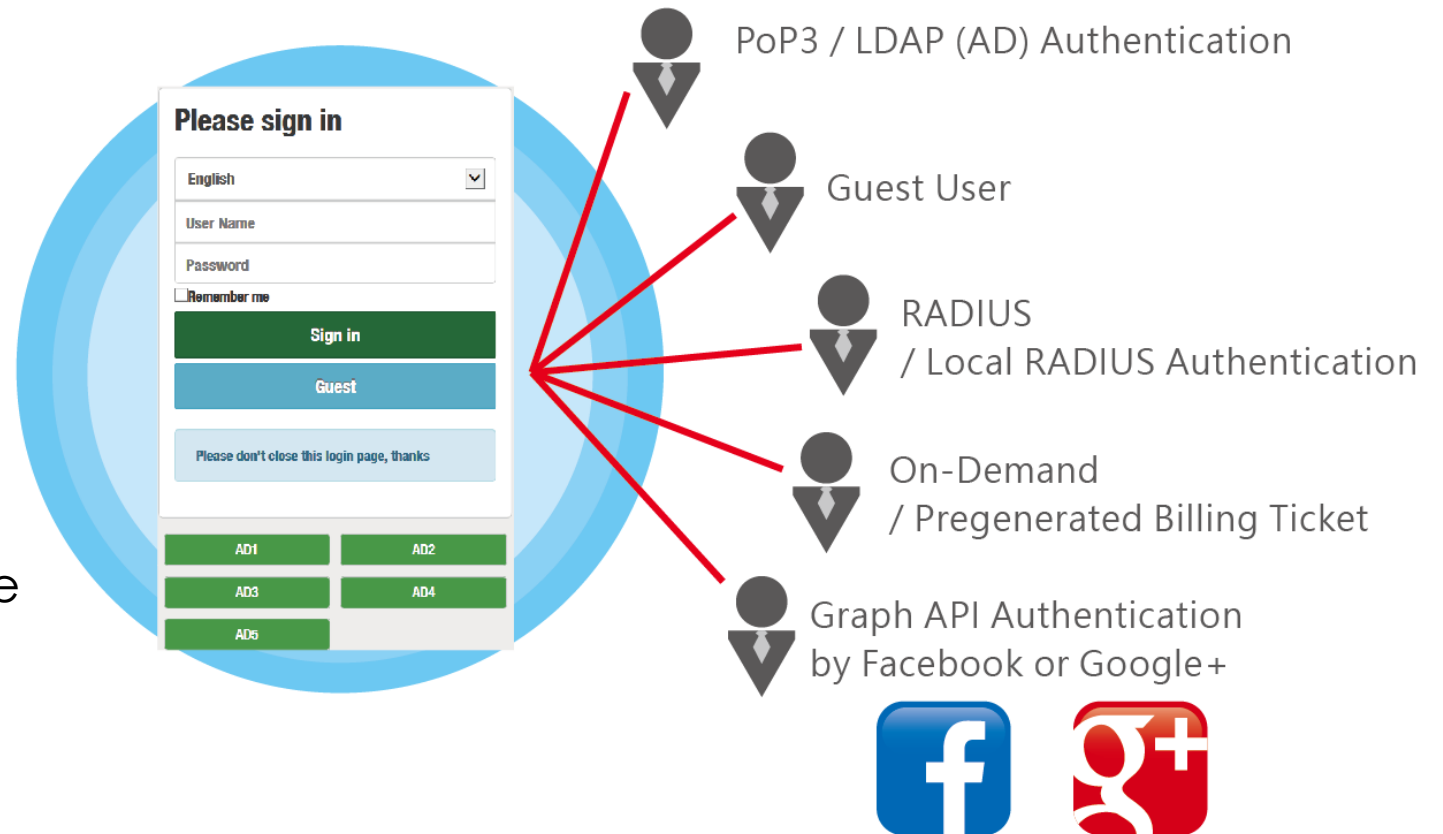 Please sign in
English
User Name
Password
Remember me
Sign in
Guest
Please don't close this login page, thanks
AD1
AD2
AD3
AD4
AD5
e
PoP3 / LDAP (AD) Authentication
Guest User
RADIUS
/ Local RADIUS Authentication
On-Demand
/ Pregenerated Billing Ticket
Graph API Authentication
by Facebook or Google+
f
g+